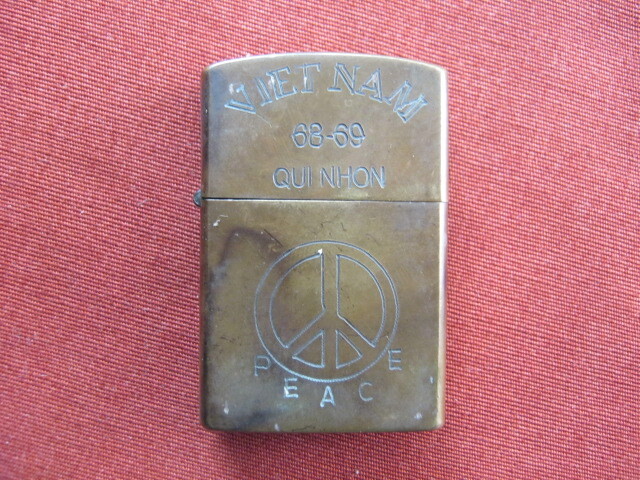 VIET NAM
68-69
QUI NHON
PEACE